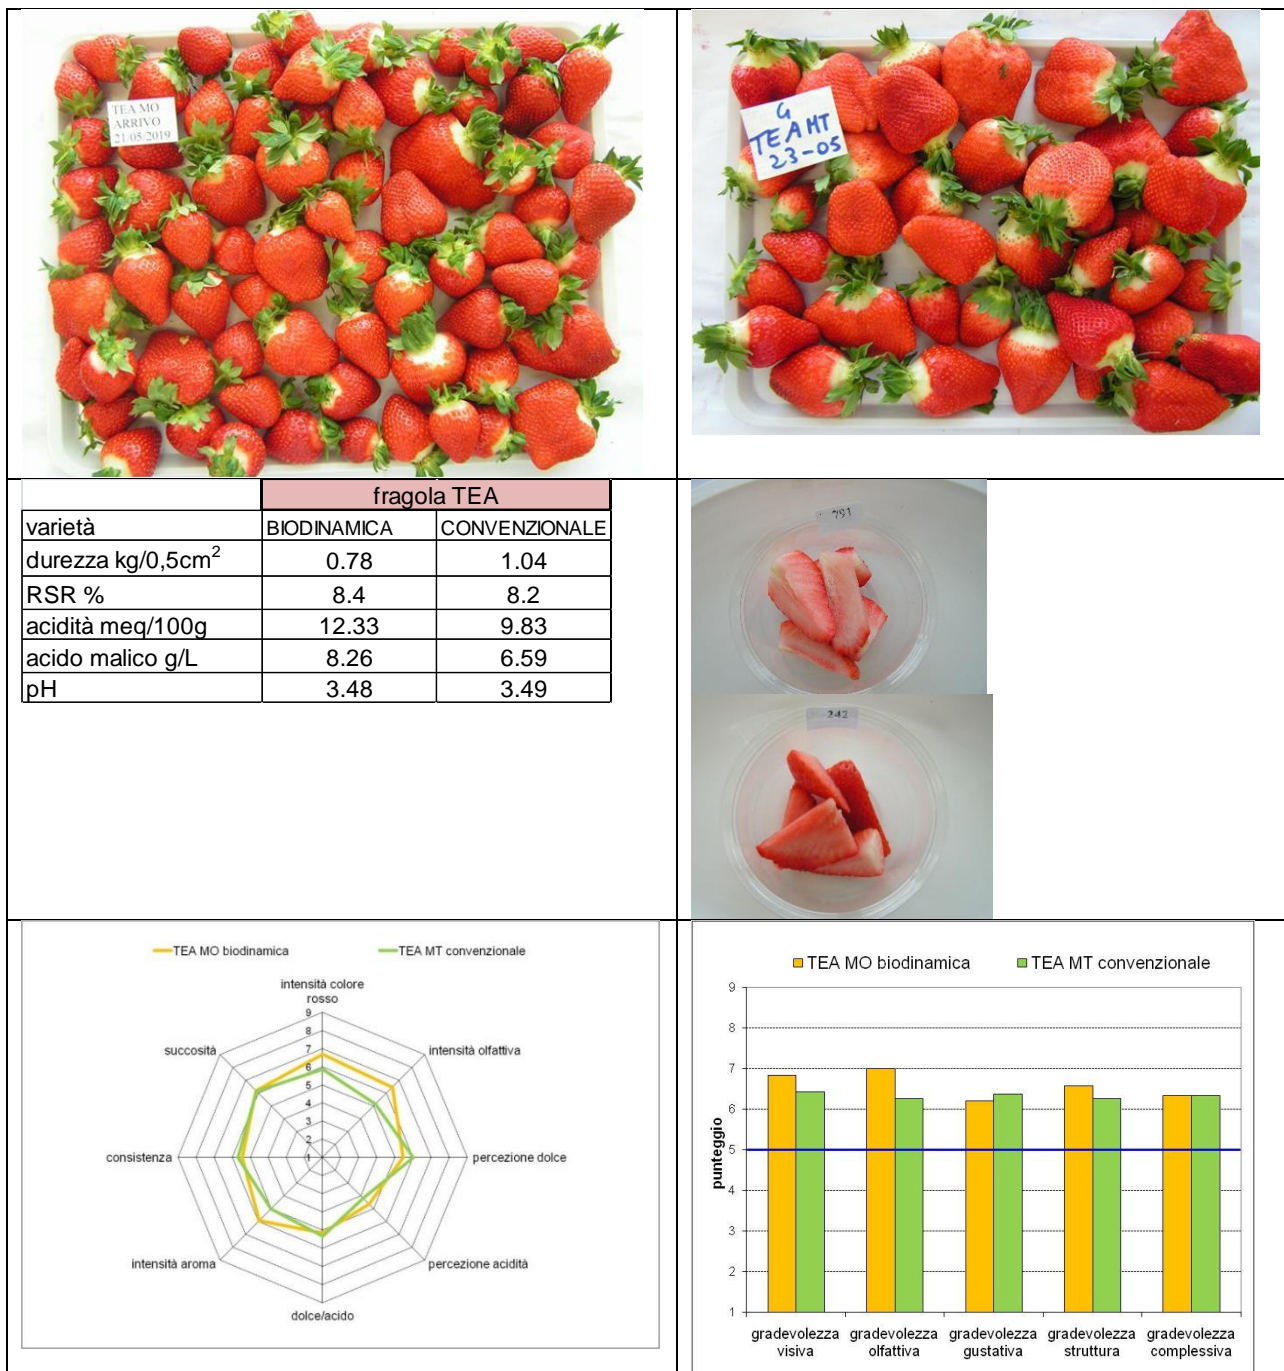 TEA MO
ARRIVO
21/05/2019
G
TEA MT
23-05
fragola TEA
varietà BIODINAMICA CONVENZIONALE
durezza kg/0,5cm² 0.78 1.04
RSR % 8.4 8.2
acidità meq/100g 12.33 9.83
acido malico g/L 8.26 6.59
pH 3.48 3.49
791
342
TEA MO biodinamica TEA MT convenzionale
intensità colore
rosso
9
8
7
6
5
4
3
2
1
intensità olfattiva
percezione dolce
percezione acidità
dolce/acido
intensità aroma
consistenza
succosità
TEA MO biodinamica TEA MT convenzionale
punteggio
9
8
7
6
5
4
3
2
1
gradevolezza gradevolezza gradevolezza gradevolezza gradevolezza
visiva olfattiva gustativa struttura complessiva